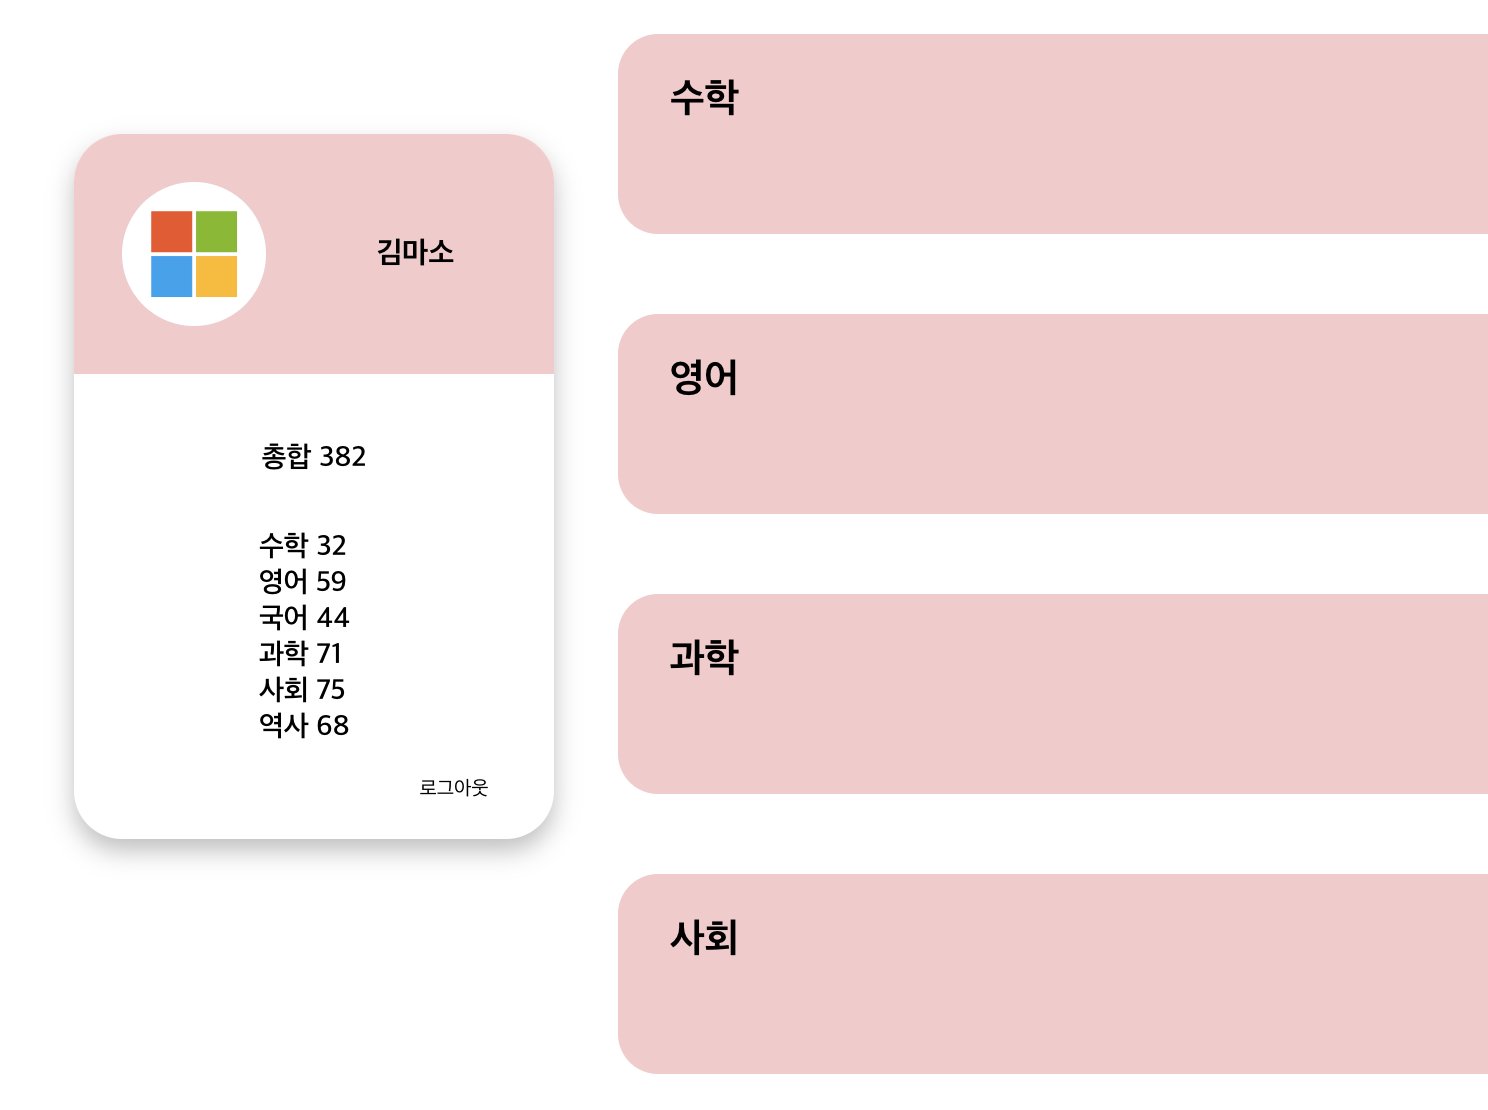 김마소
총합 382
수학 32
영어 59
국어 44
과학 71
사회 75
역사 68
로그아웃
수학
영어
과학
사회